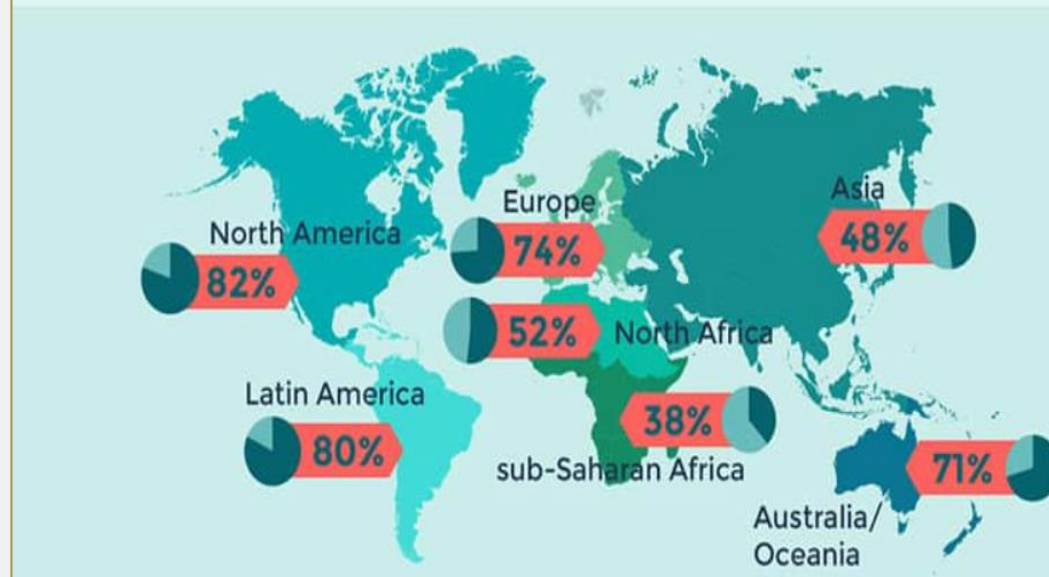 North America
82%
Europe
74%
Asia
48%
52%
North Africa
Latin America
80%
38%
sub-Saharan Africa
71%
Australia/
Oceania